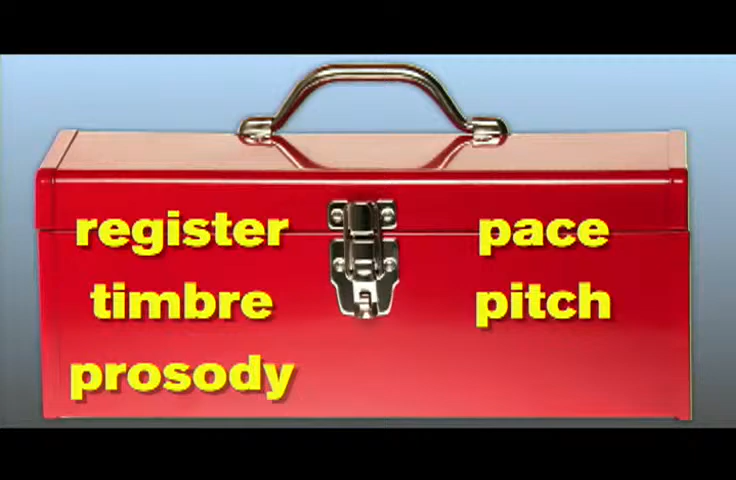 register
timbre
prosody
pace
pitch